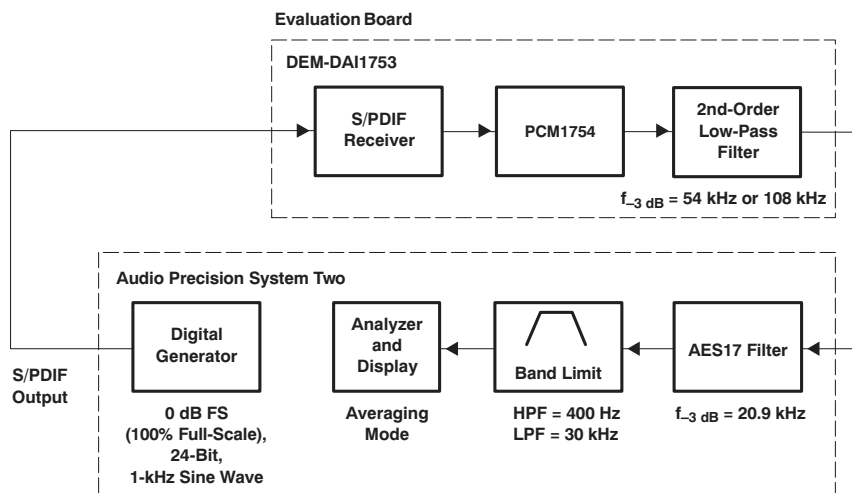 Evaluation Board
DEM-DAI1753
S/PDIF
Receiver
PCM1754
2nd-Order
Low-Pass
Filter
f–3 dB = 54 kHz or 108 kHz
Audio Precision System Two
Digital
Generator
Analyzer
and
Display
Band Limit
AES17 Filter
S/PDIF
Output
0 dB FS
(100% Full-Scale),
24-Bit,
1-kHz Sine Wave
Averaging
Mode
HPF = 400 Hz
LPF = 30 kHz
f–3 dB = 20.9 kHz